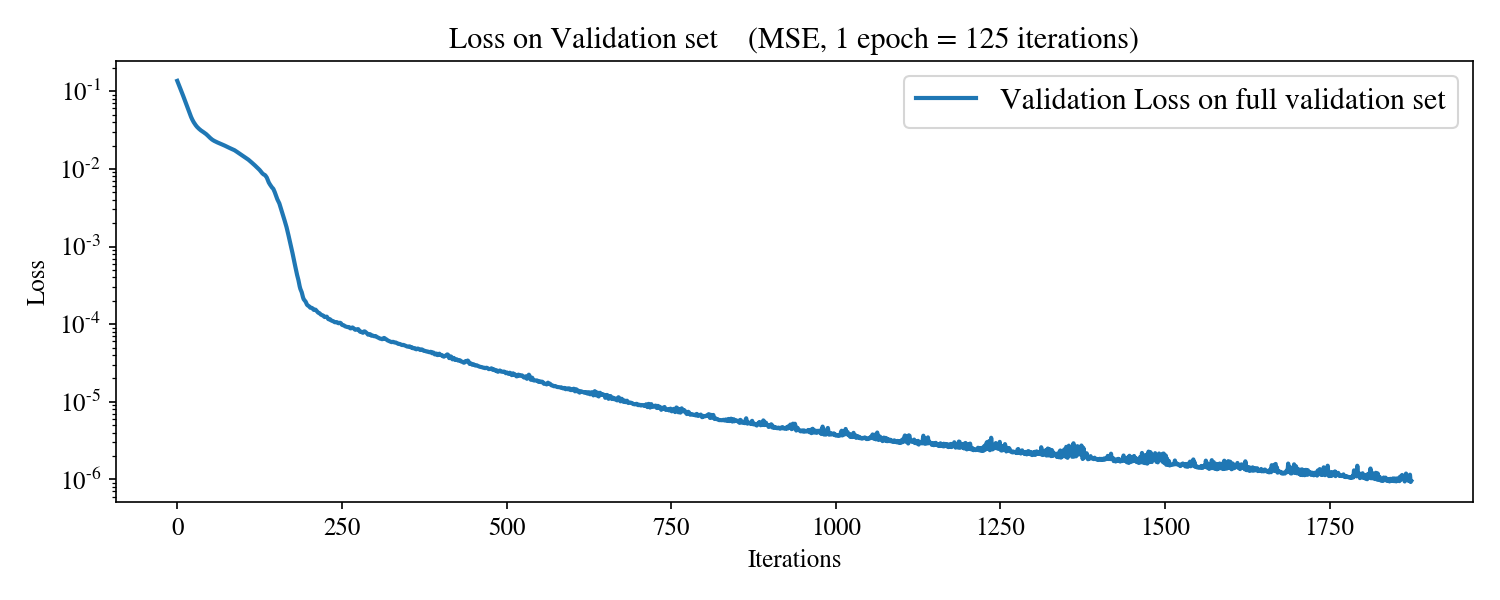 Loss on Validation set (MSE, 1 epoch = 125 iterations)
Validation Loss on full validation set
Loss
10⁻¹
10⁻²
10⁻³
10⁻⁴
10⁻⁵
10⁻⁶
0 250 500 750 1000 1250 1500 1750
Iterations